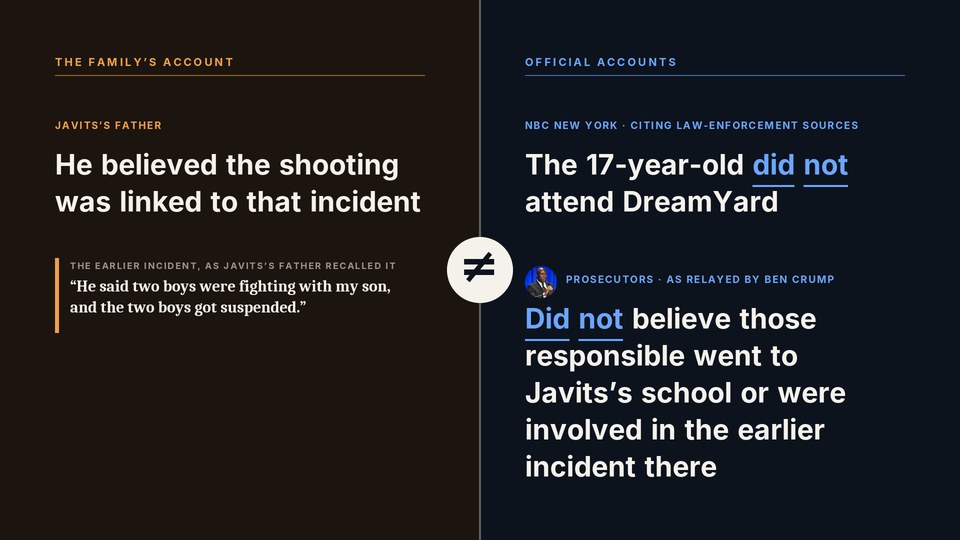 THE FAMILY’S ACCOUNT
JAVITS’S FATHER
He believed the shooting
was linked to that incident
THE EARLIER INCIDENT, AS JAVITS’S FATHER RECALLED IT
“He said two boys were fighting with my son,
and the two boys got suspended.”
≠
OFFICIAL ACCOUNTS
NBC NEW YORK · CITING LAW-ENFORCEMENT SOURCES
The 17-year-old did not
attend DreamYard
PROSECUTORS · AS RELAYED BY BEN CRUMP
Did not believe those
responsible went to
Javits’s school or were
involved in the earlier
incident there